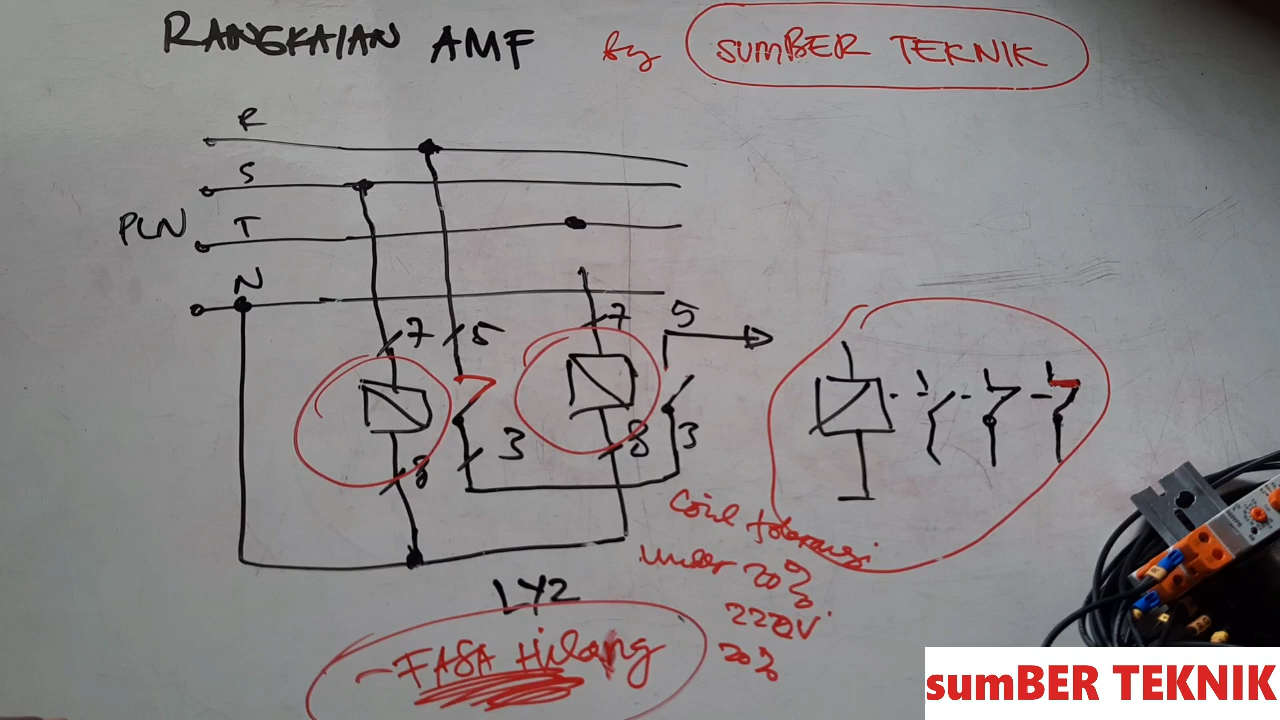 RANGKAIAN AMF by SUMBER TEKNIK
R
S
PLN T
N
7 5 7 5
3 8 3
8
Coil toleransi
under 20%
LY2
220V
20%
- FASA Hilang
sumBER TEKNIK